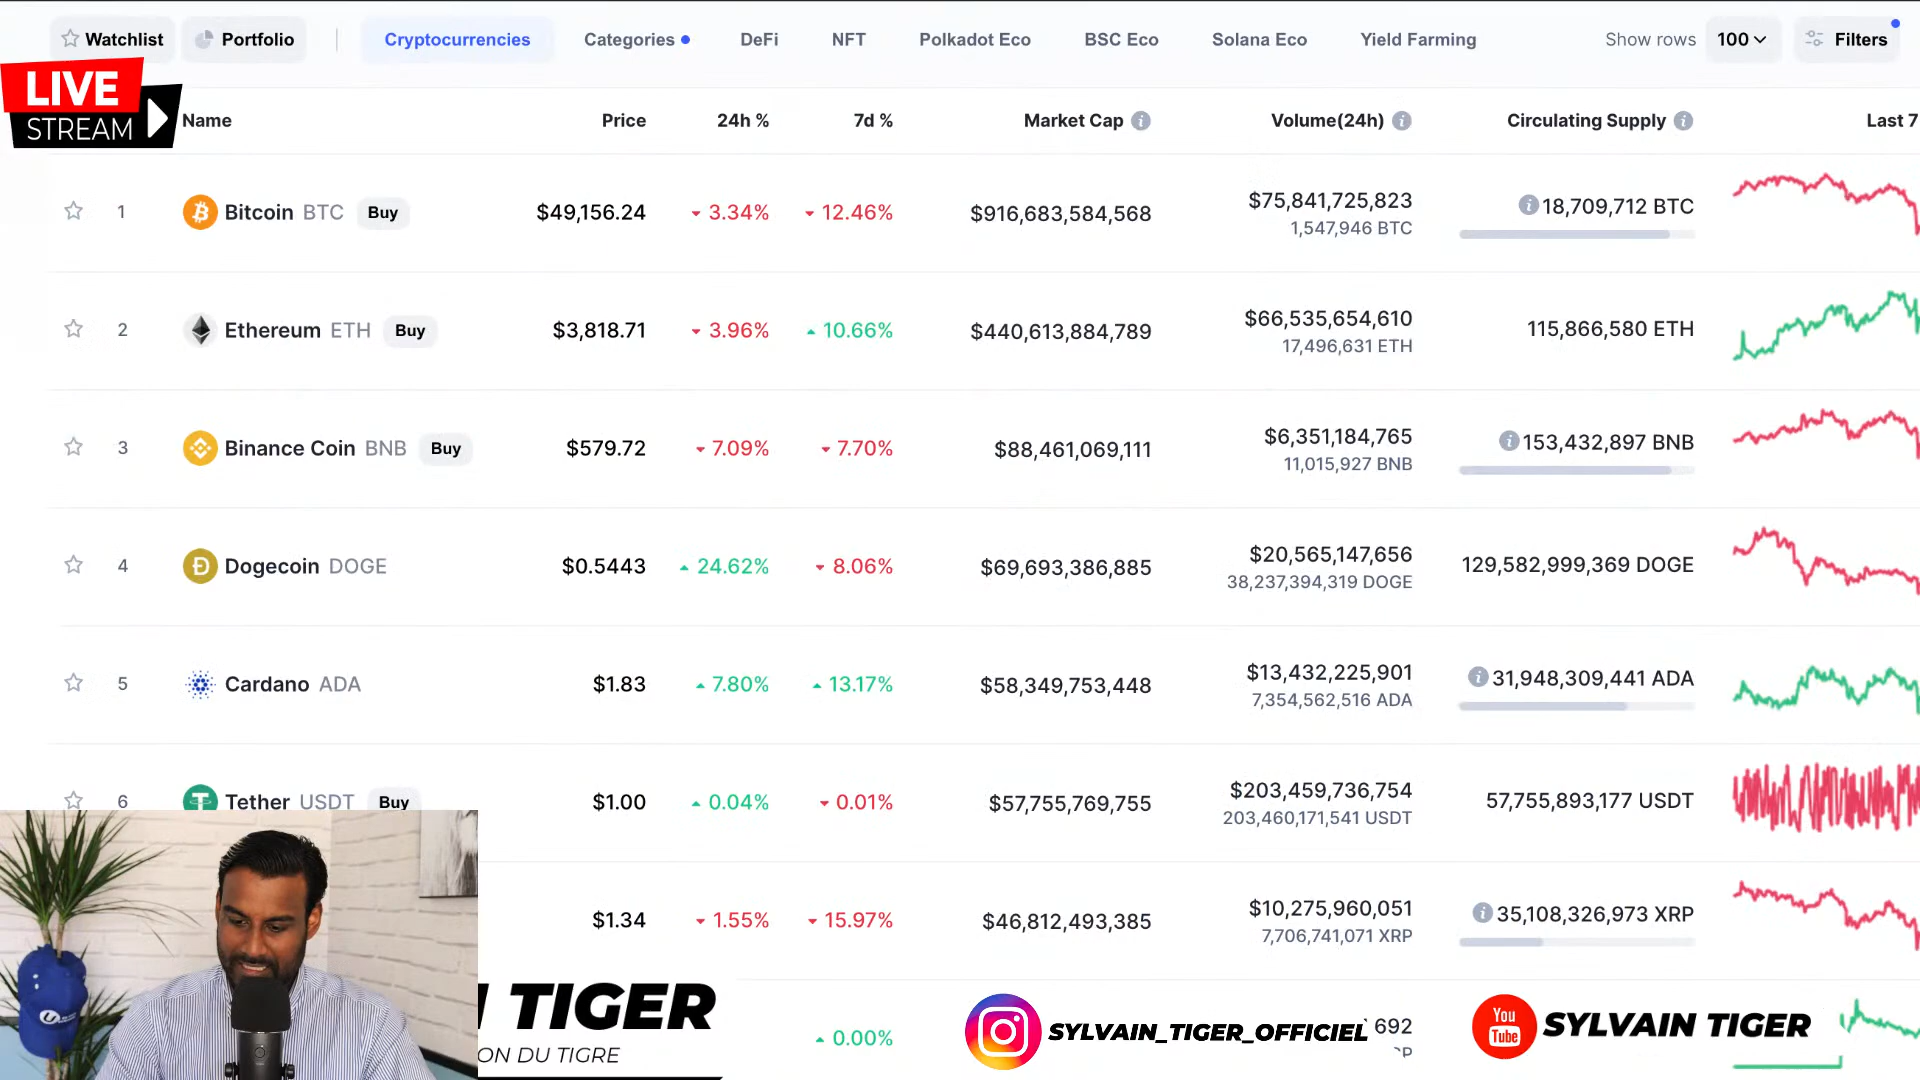 Watchlist Portfolio Cryptocurrencies Categories DeFi NFT Polkadot Eco BSC Eco Solana Eco Yield Farming Show rows 100 Filters
LIVE
STREAM
Name Price 24h % 7d % Market Cap Volume(24h) Circulating Supply Last 7
1 Bitcoin BTC Buy $49,156.24 3.34% 12.46% $916,683,584,568 $75,841,725,823 18,709,712 BTC
1,547,946 BTC
2 Ethereum ETH Buy $3,818.71 3.96% 10.66% $440,613,884,789 $66,535,654,610 115,866,580 ETH
17,496,631 ETH
3 Binance Coin BNB Buy $579.72 7.09% 7.70% $88,461,069,111 $6,351,184,765 153,432,897 BNB
11,015,927 BNB
4 Dogecoin DOGE $0.5443 24.62% 8.06% $69,693,386,885 $20,565,147,656 129,582,999,369 DOGE
38,237,394,319 DOGE
5 Cardano ADA $1.83 7.80% 13.17% $58,349,753,448 $13,432,225,901 31,948,309,441 ADA
7,354,562,516 ADA
6 Tether USDT Buy $1.00 0.04% 0.01% $57,755,769,755 $203,459,736,754 57,755,893,177 USDT
203,460,171,541 USDT
$1.34 1.55% 15.97% $46,812,493,385 $10,275,960,051 35,108,326,973 XRP
7,706,741,071 XRP
TIGER
ON DU TIGRE
0.00%
SYLVAIN_TIGER_OFFICIEL
692
You
Tube
SYLVAIN TIGER